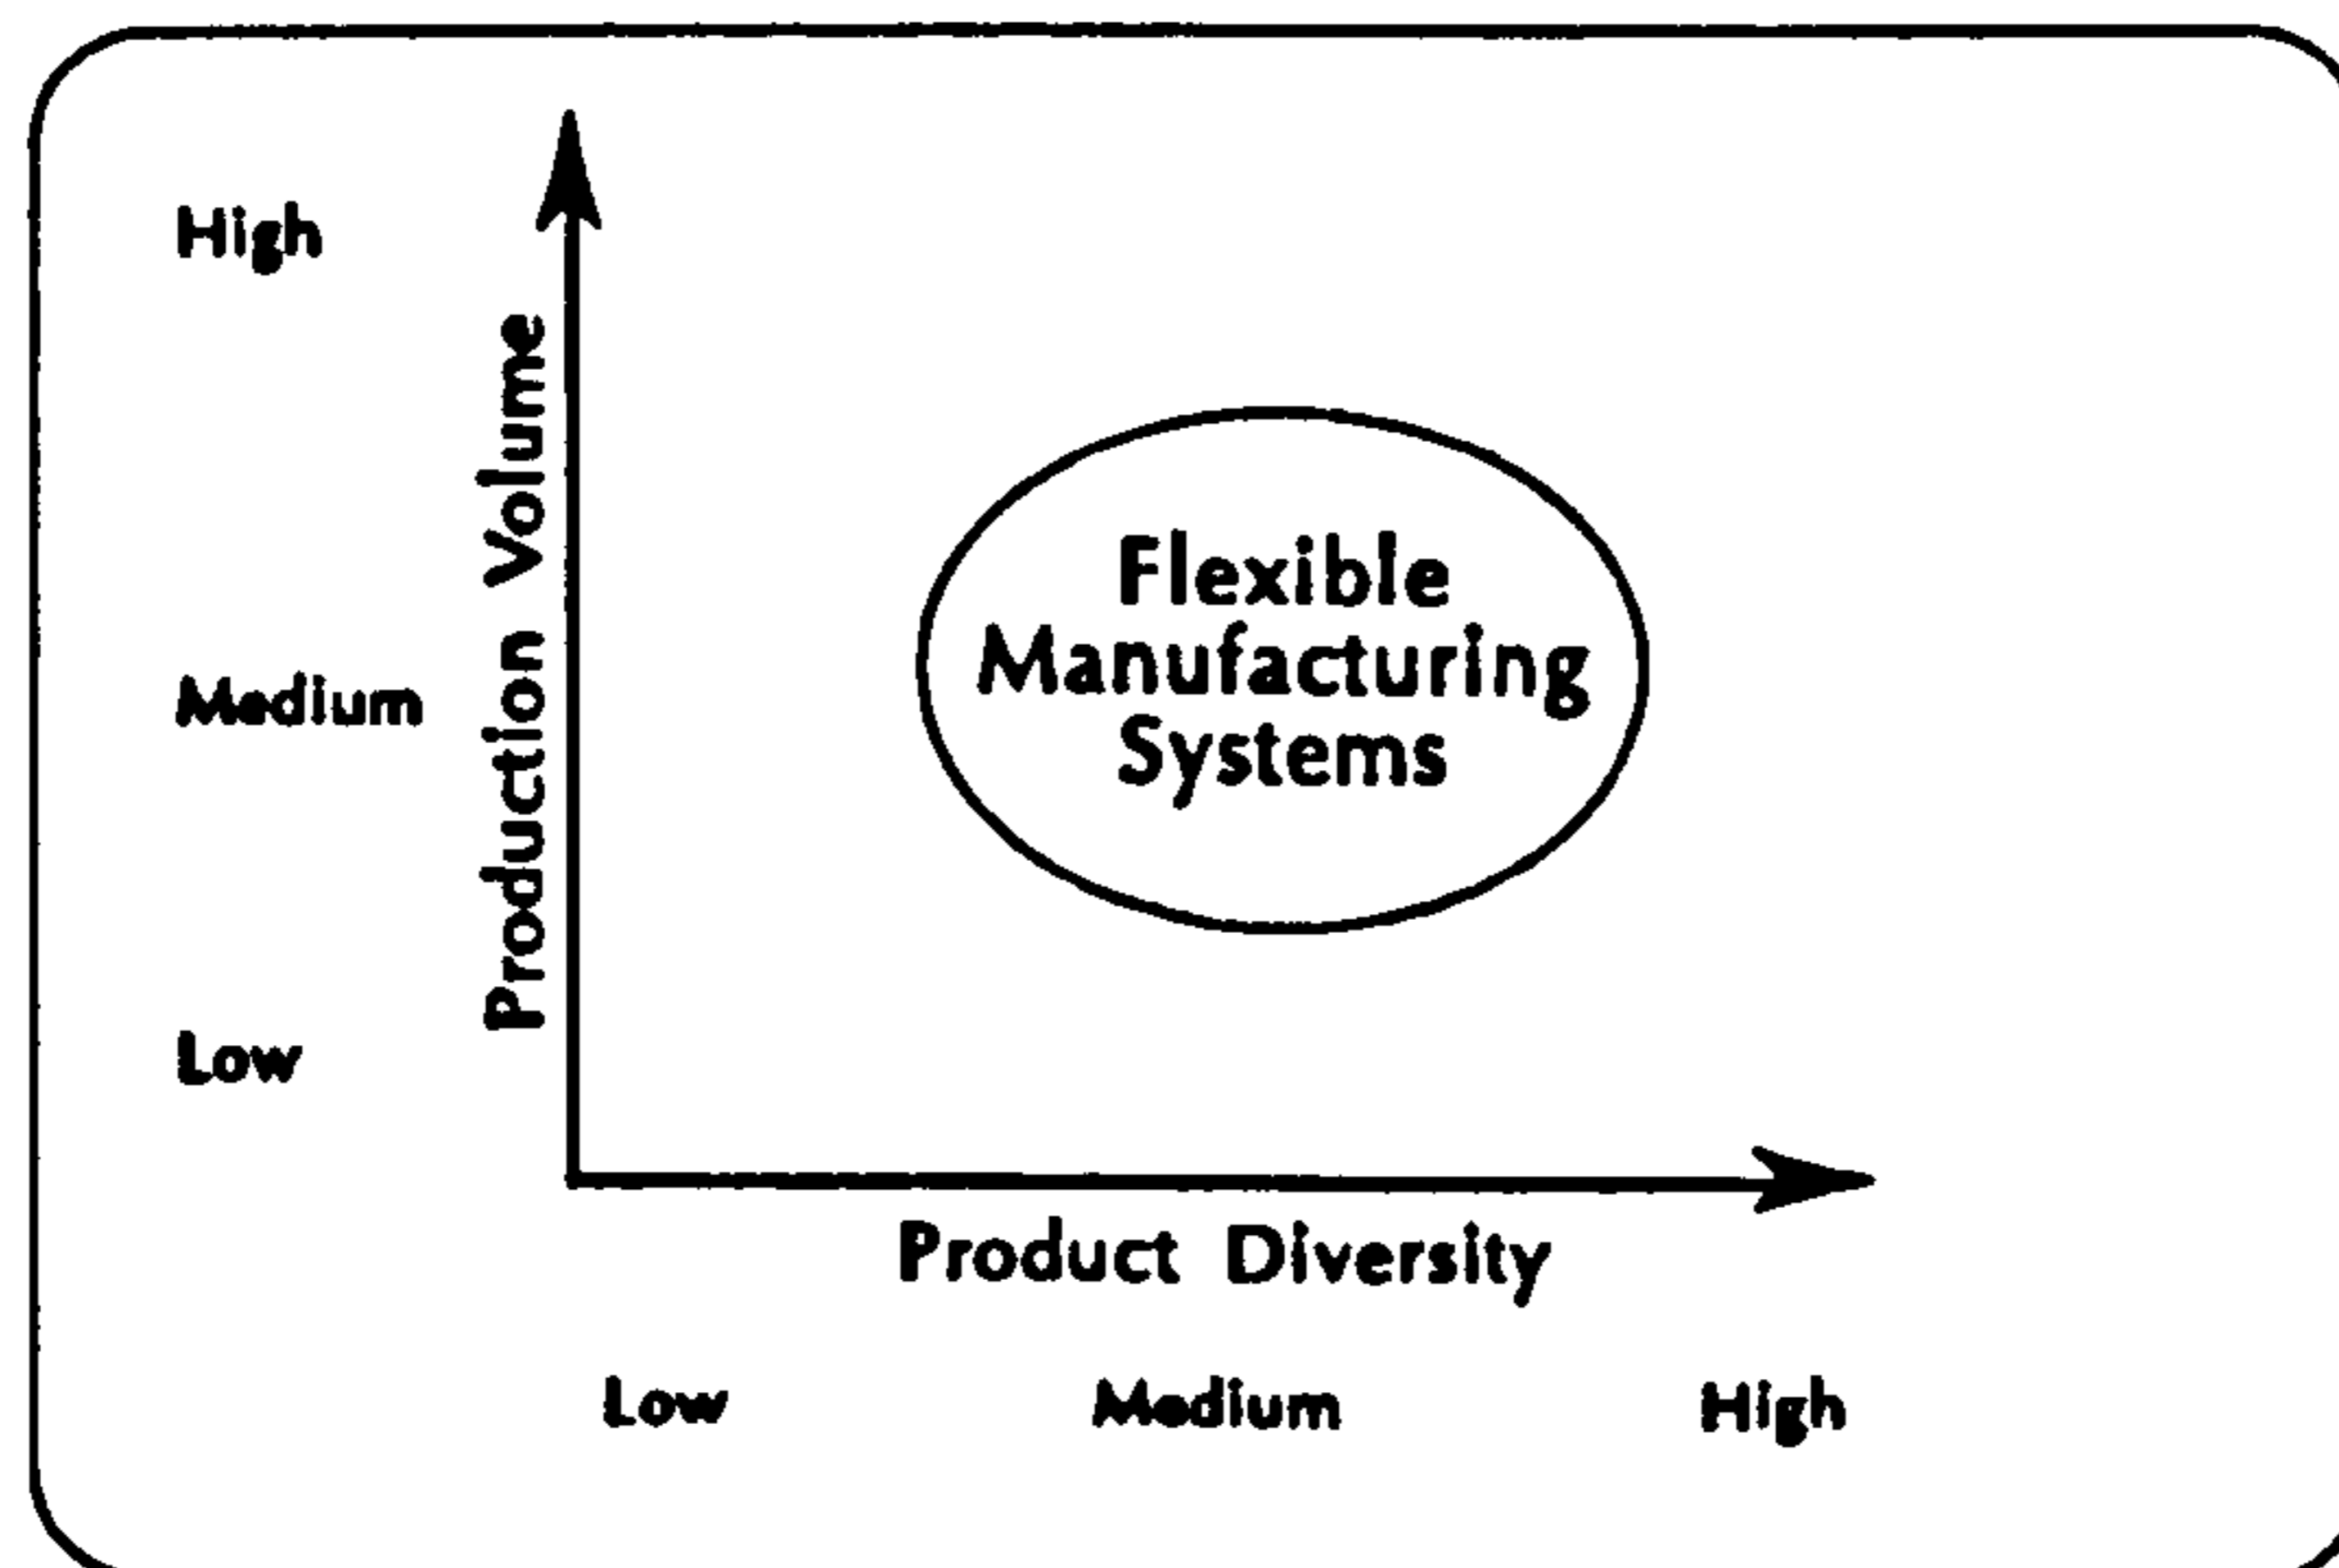 High
Medium
Low
Production Volume
Flexible
Manufacturing
Systems
Product Diversity
Low Medium High